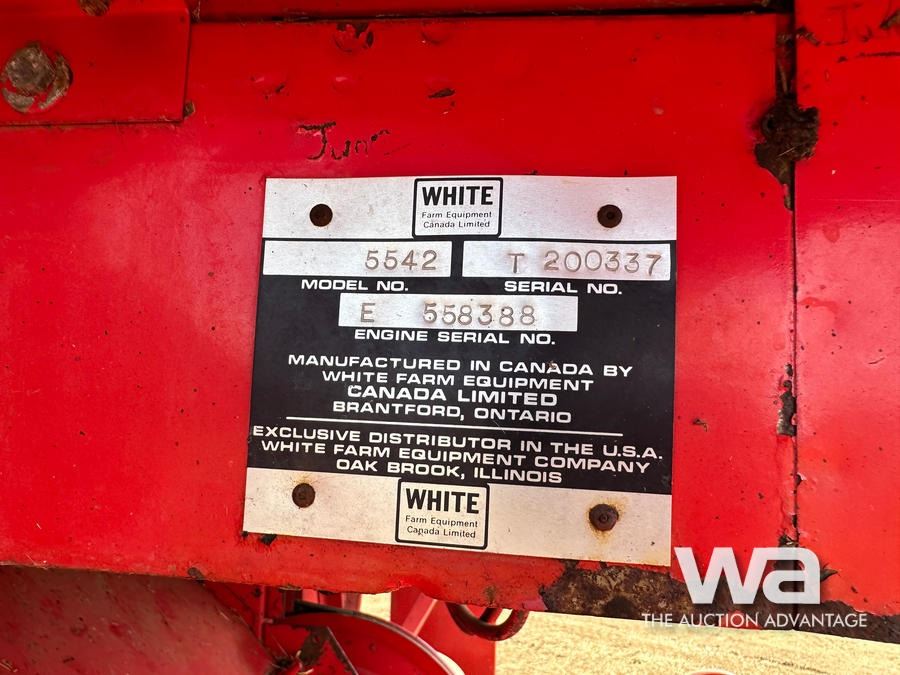 WHITE
Farm Equipment
Canada Limited
5542
T 200337
MODEL NO.
SERIAL NO.
E 558388
ENGINE SERIAL NO.
MANUFACTURED IN CANADA BY
WHITE FARM EQUIPMENT
CANADA LIMITED
BRANTFORD, ONTARIO
EXCLUSIVE DISTRIBUTOR IN THE U.S.A.
WHITE FARM EQUIPMENT COMPANY
OAK BROOK, ILLINOIS
WHITE
Farm Equipment
Canada Limited
wa
THE AUCTION ADVANTAGE